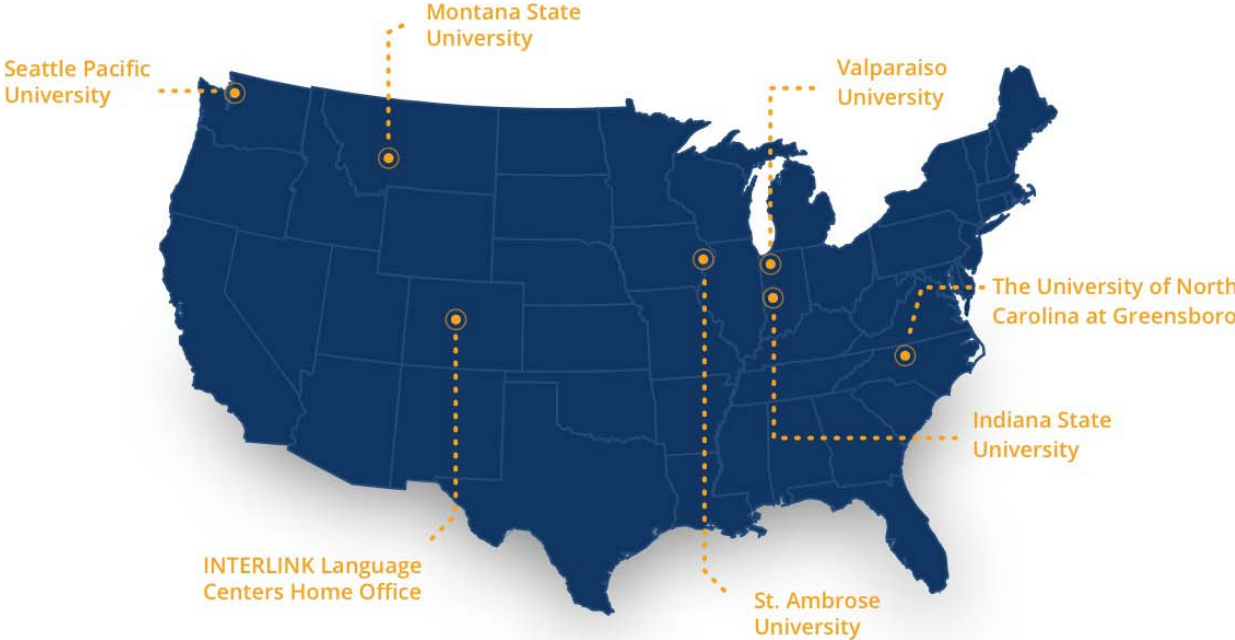 Montana State
University
Seattle Pacific
University
Valparaiso
University
The University of North
Carolina at Greensboro
Indiana State
University
INTERLINK Language
Centers Home Office
St. Ambrose
University